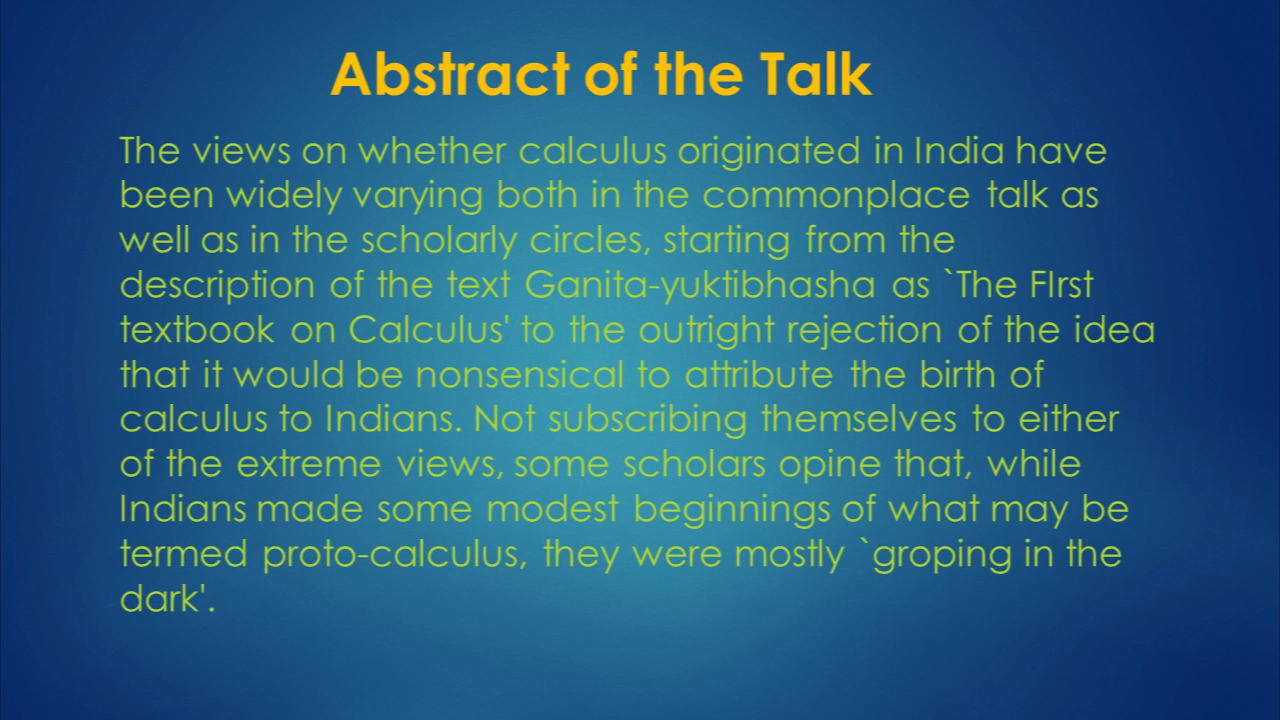 Abstract of the Talk
The views on whether calculus originated in India have
been widely varying both in the commonplace talk as
well as in the scholarly circles, starting from the
description of the text Ganita-yuktibhasha as `The FIrst
textbook on Calculus' to the outright rejection of the idea
that it would be nonsensical to attribute the birth of
calculus to Indians. Not subscribing themselves to either
of the extreme views, some scholars opine that, while
Indians made some modest beginnings of what may be
termed proto-calculus, they were mostly `groping in the
dark'.